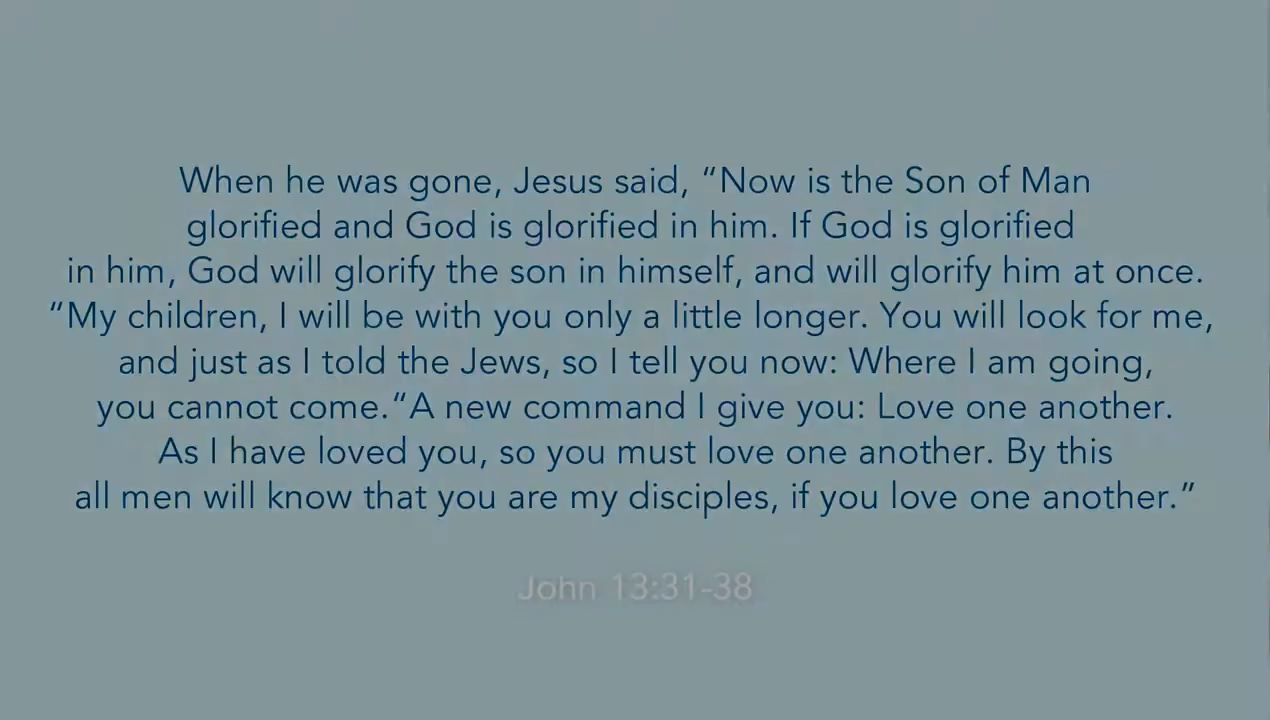 When he was gone, Jesus said, “Now is the Son of Man
glorified and God is glorified in him. If God is glorified
in him, God will glorify the son in himself, and will glorify him at once.
“My children, I will be with you only a little longer. You will look for me,
and just as I told the Jews, so I tell you now: Where I am going,
you cannot come.“A new command I give you: Love one another.
As I have loved you, so you must love one another. By this
all men will know that you are my disciples, if you love one another.”
John 13:31-38